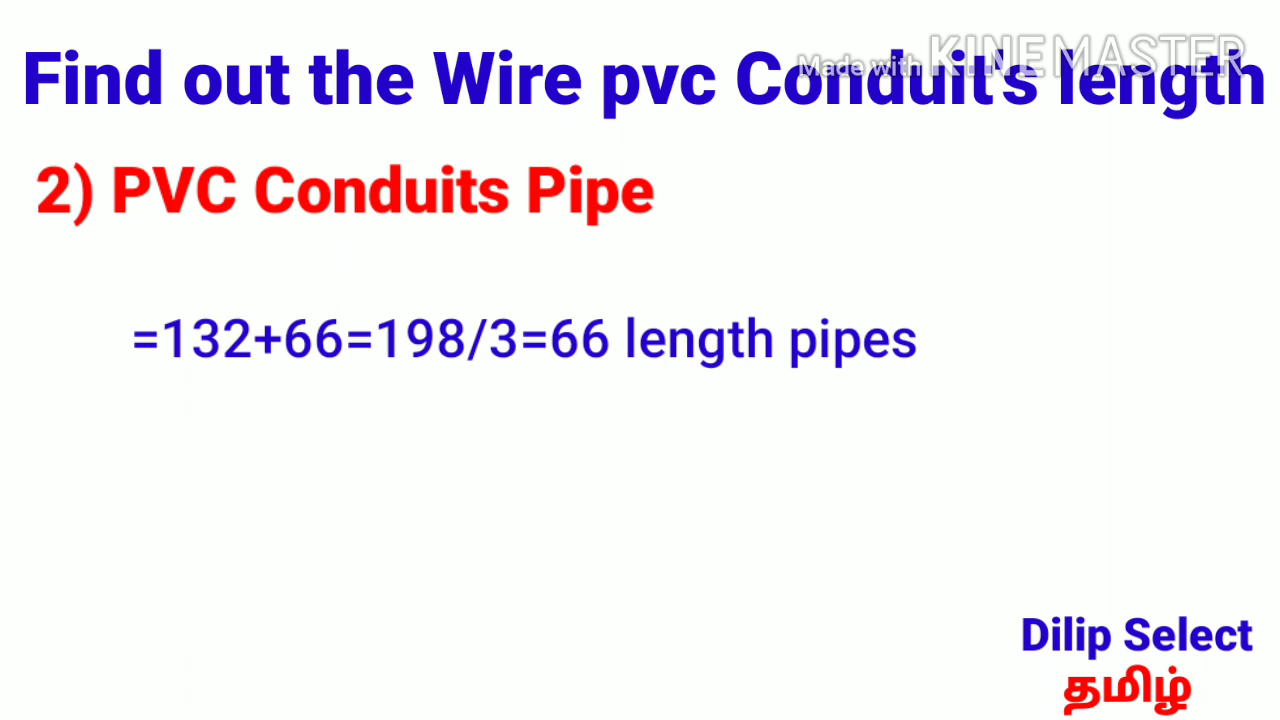 Find out the Wire pvc Conduit's length
Made with KINEMASTER
2) PVC Conduits Pipe
=132+66=198/3=66 length pipes
Dilip Select
தமிழ்